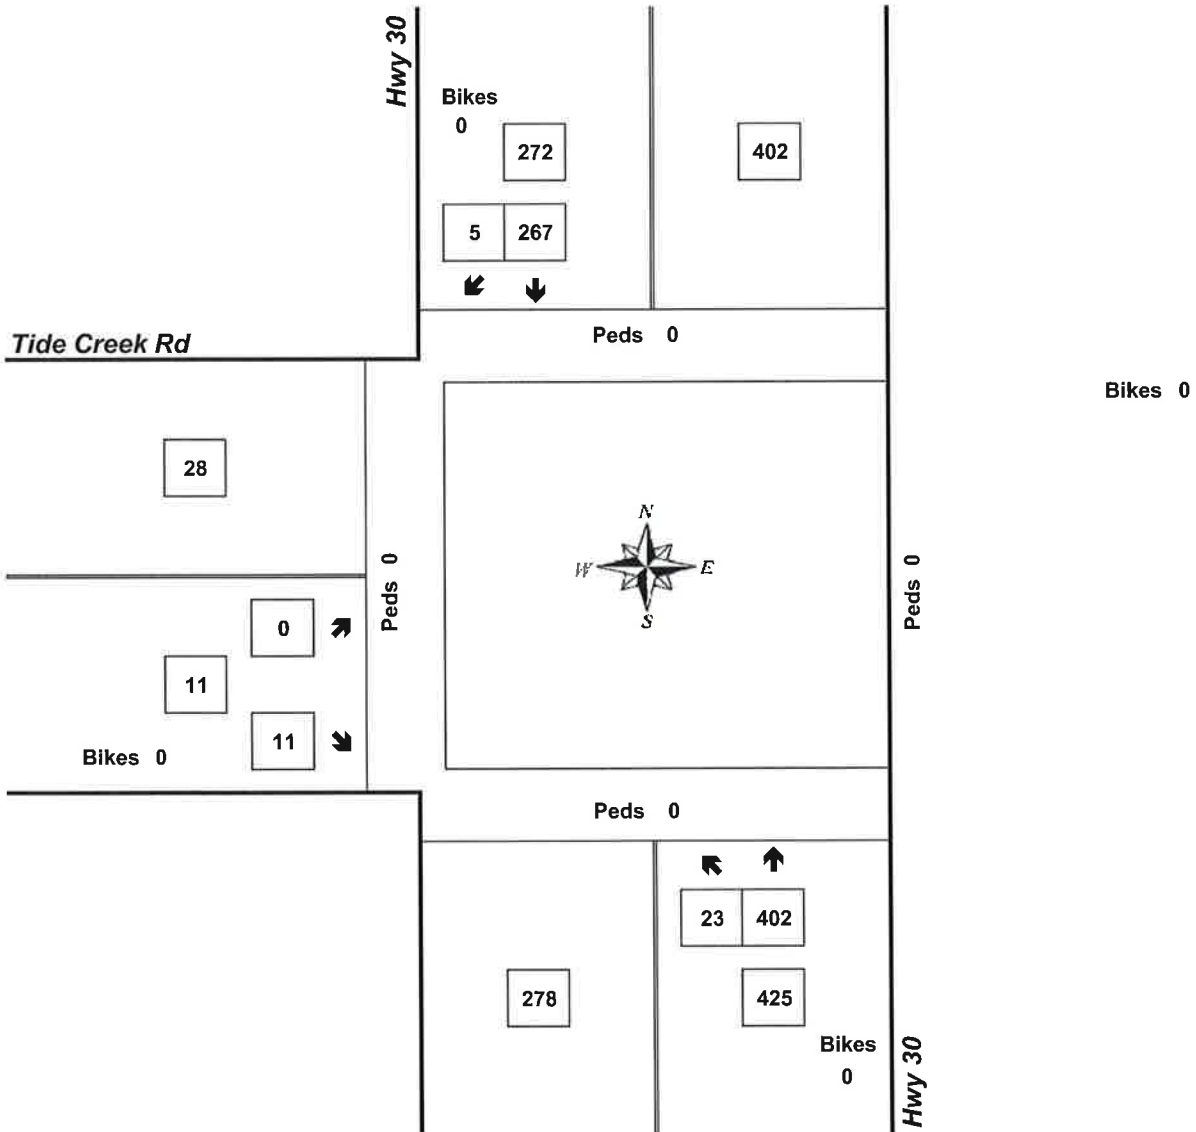 Hwy 30
Bikes
0
272
402
5 267
Peds 0
Tide Creek Rd
Bikes 0
28
N
W E
S
Peds 0
Peds 0
0
11
11
Bikes 0
Peds 0
23 402
278
425
Bikes
0
Hwy 30